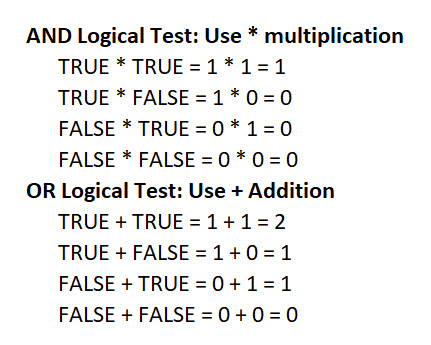 AND Logical Test: Use * multiplication
TRUE * TRUE = 1 * 1 = 1
TRUE * FALSE = 1 * 0 = 0
FALSE * TRUE = 0 * 1 = 0
FALSE * FALSE = 0 * 0 = 0
OR Logical Test: Use + Addition
TRUE + TRUE = 1 + 1 = 2
TRUE + FALSE = 1 + 0 = 1
FALSE + TRUE = 0 + 1 = 1
FALSE + FALSE = 0 + 0 = 0